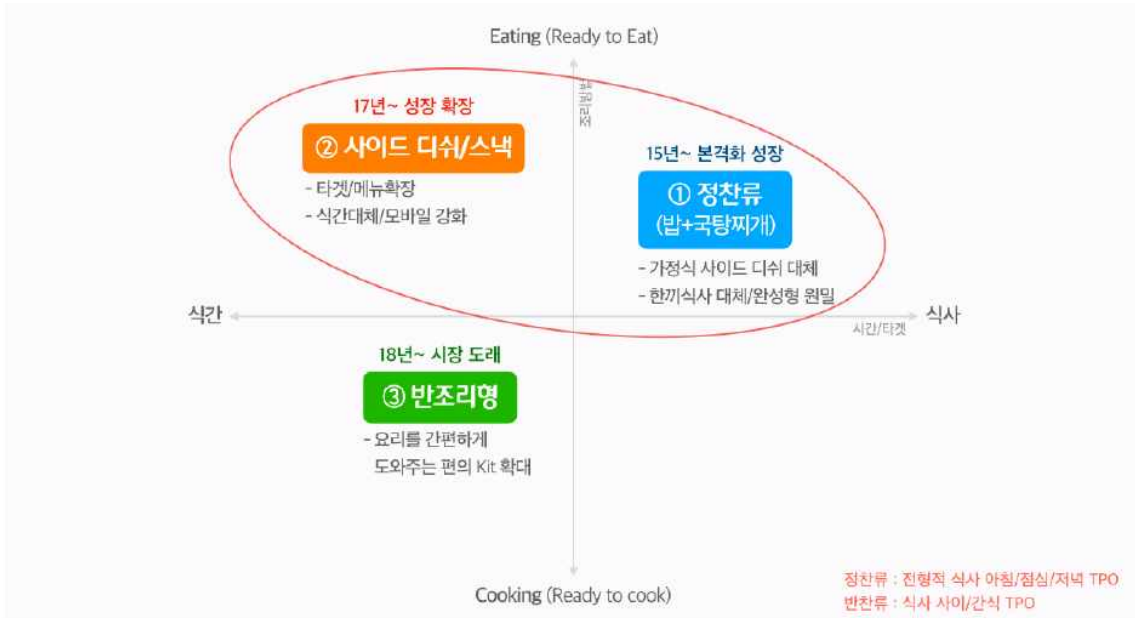 Eating (Ready to Eat)
조리방법
17년~ 성장 확장
② 사이드 디쉬/스낵
- 타겟/메뉴확장
- 식간대체/모바일 강화
15년~ 본격화 성장
① 정찬류
(밥+국탕찌개)
- 가정식 사이드 디쉬 대체
- 한끼식사 대체/완성형 원밀
식간
식사
시간/타겟
18년~ 시장 도래
③ 반조리형
- 요리를 간편하게
도와주는 편의 Kit 확대
Cooking (Ready to cook)
정찬류 : 전형적 식사 아침/점심/저녁 TPO
반찬류 : 식사 사이/간식 TPO